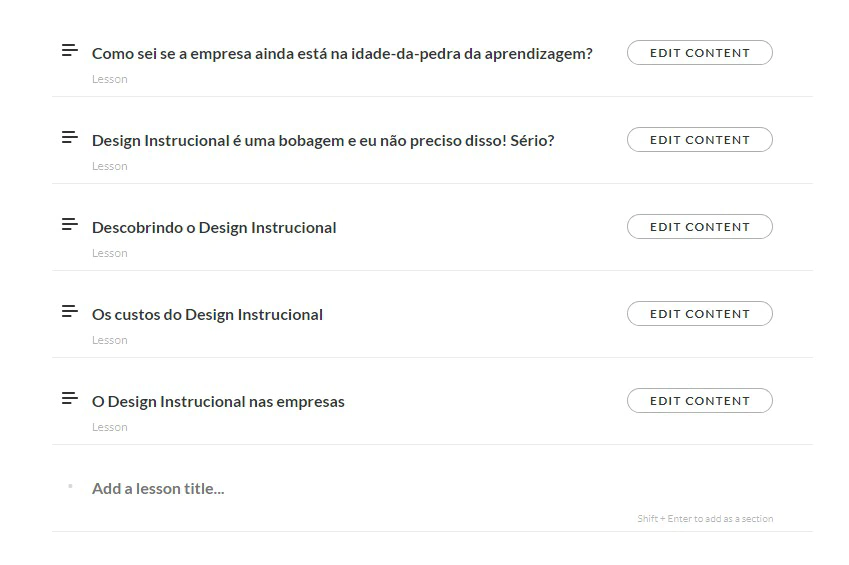 Como sei se a empresa ainda está na idade-da-pedra da aprendizagem?
EDIT CONTENT
Lesson
Design Instrucional é uma bobagem e eu não preciso disso! Sério?
EDIT CONTENT
Lesson
Descobrindo o Design Instrucional
EDIT CONTENT
Lesson
Os custos do Design Instrucional
EDIT CONTENT
Lesson
O Design Instrucional nas empresas
EDIT CONTENT
Lesson
Add a lesson title...
Shift + Enter to add as a section